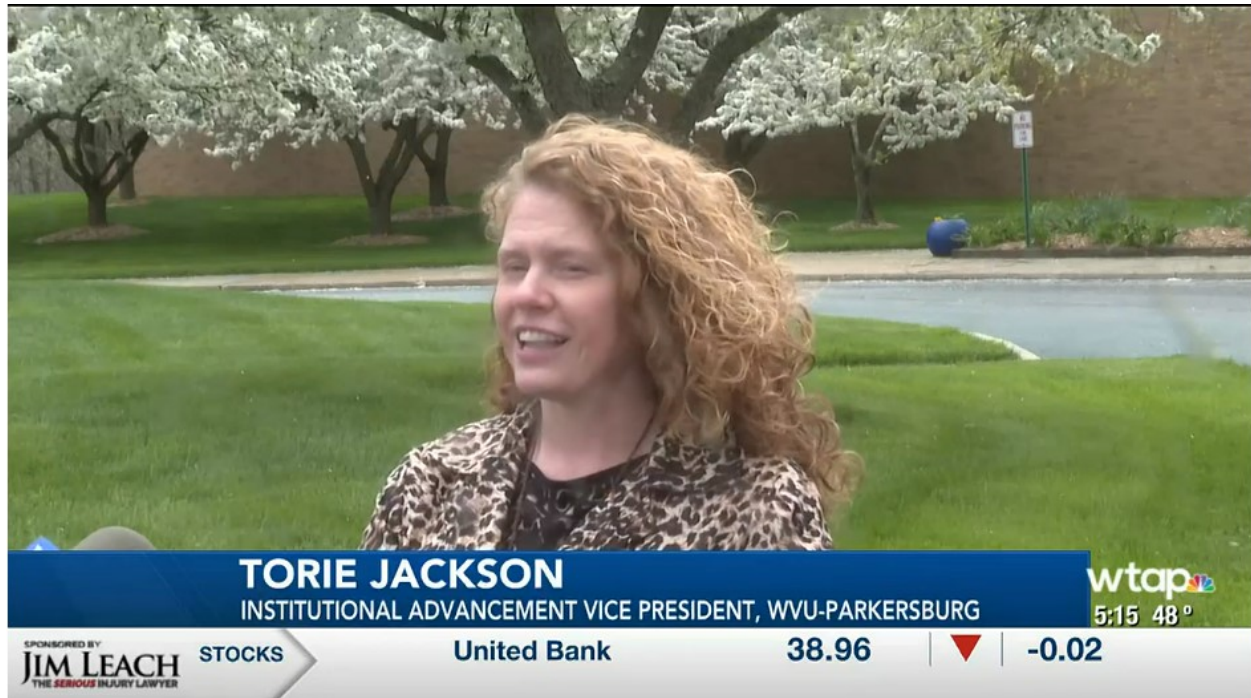 TORIE JACKSON
INSTITUTIONAL ADVANCEMENT VICE PRESIDENT, WVU-PARKERSBURG
wtap
5:15 48°
SPONSORED BY
JIM LEACH
THE SERIOUS INJURY LAWYER
STOCKS
United Bank 38.96 -0.02